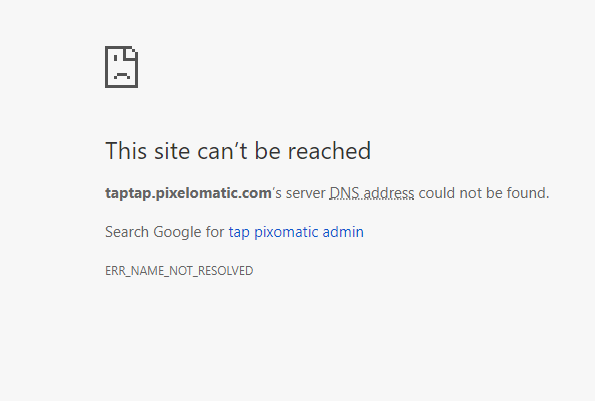 This site can’t be reached
taptap.pixelomatic.com’s server DNS address could not be found.
Search Google for tap pixomatic admin
ERR_NAME_NOT_RESOLVED